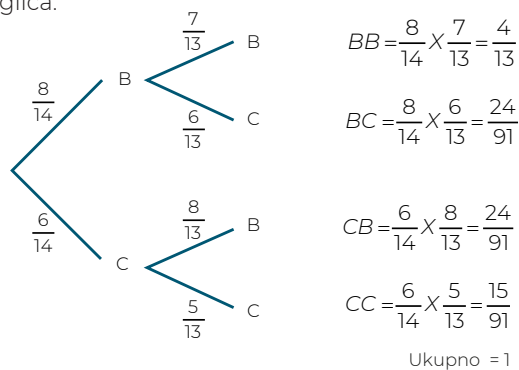 glica.
8/14 B 7/13 B
6/13 C
6/14 C 8/13 B
5/13 C
BB = 8/14 X 7/13 = 4/13
BC = 8/14 X 6/13 = 24/91
CB = 6/14 X 8/13 = 24/91
CC = 6/14 X 5/13 = 15/91
Ukupno = 1